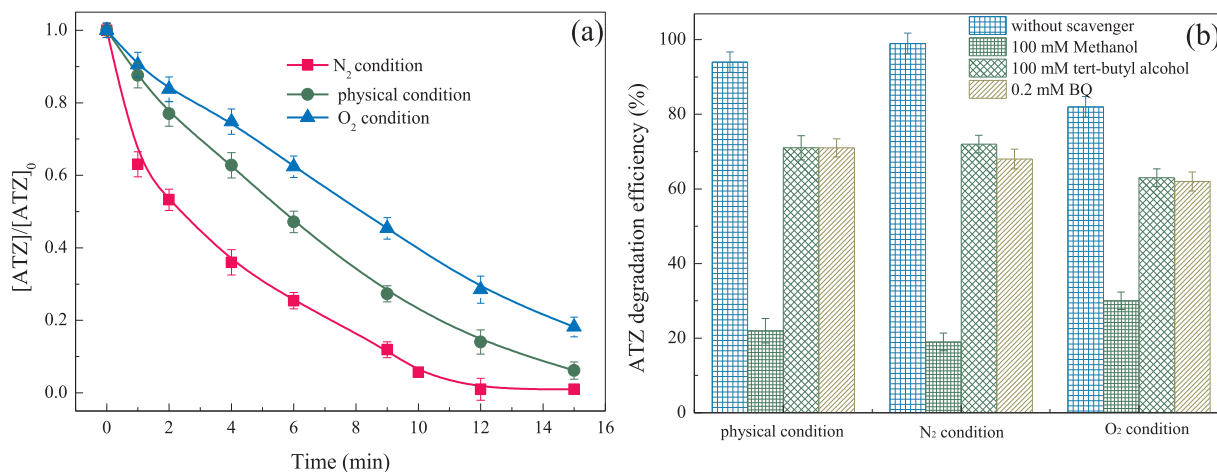 (a)
N2 condition
physical condition
O2 condition
[ATZ]/[ATZ]0
1.0
0.8
0.6
0.4
0.2
0.0
0 2 4 6 8 10 12 14 16
Time (min)
(b)
without scavenger
100 mM Methanol
100 mM tert-butyl alcohol
0.2 mM BQ
ATZ degradation efficiency (%)
100
80
60
40
20
0
physical condition N2 condition O2 condition